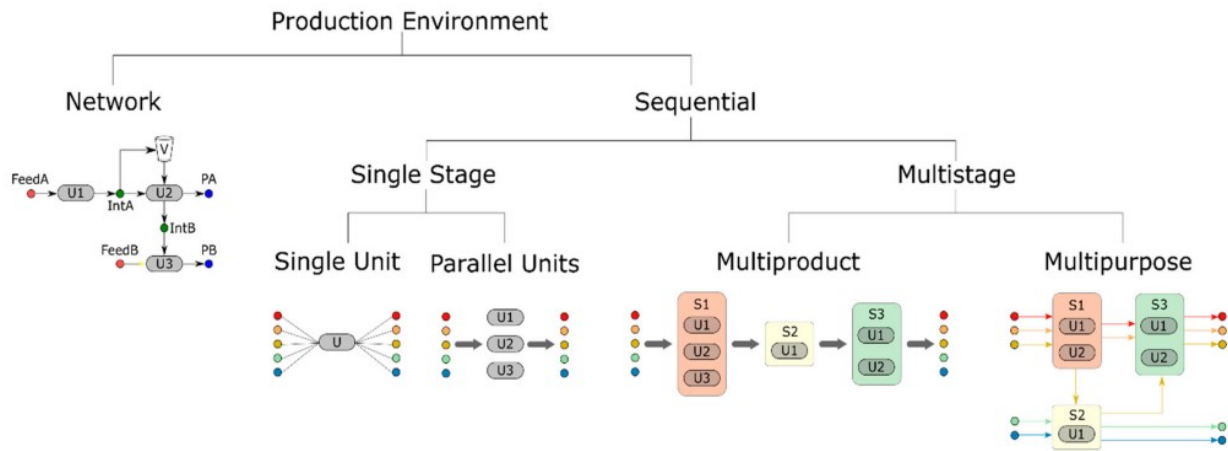 Production Environment
Network
Sequential
V
FeedA
U1
IntA
U2
PA
IntB
FeedB
U3
PB
Single Stage
Multistage
Single Unit
Parallel Units
Multiproduct
Multipurpose
U
U1
U2
U3
S1
U1
U2
U3
S2
U1
S3
U1
U2
S1
U1
U2
S3
U1
U2
S2
U1